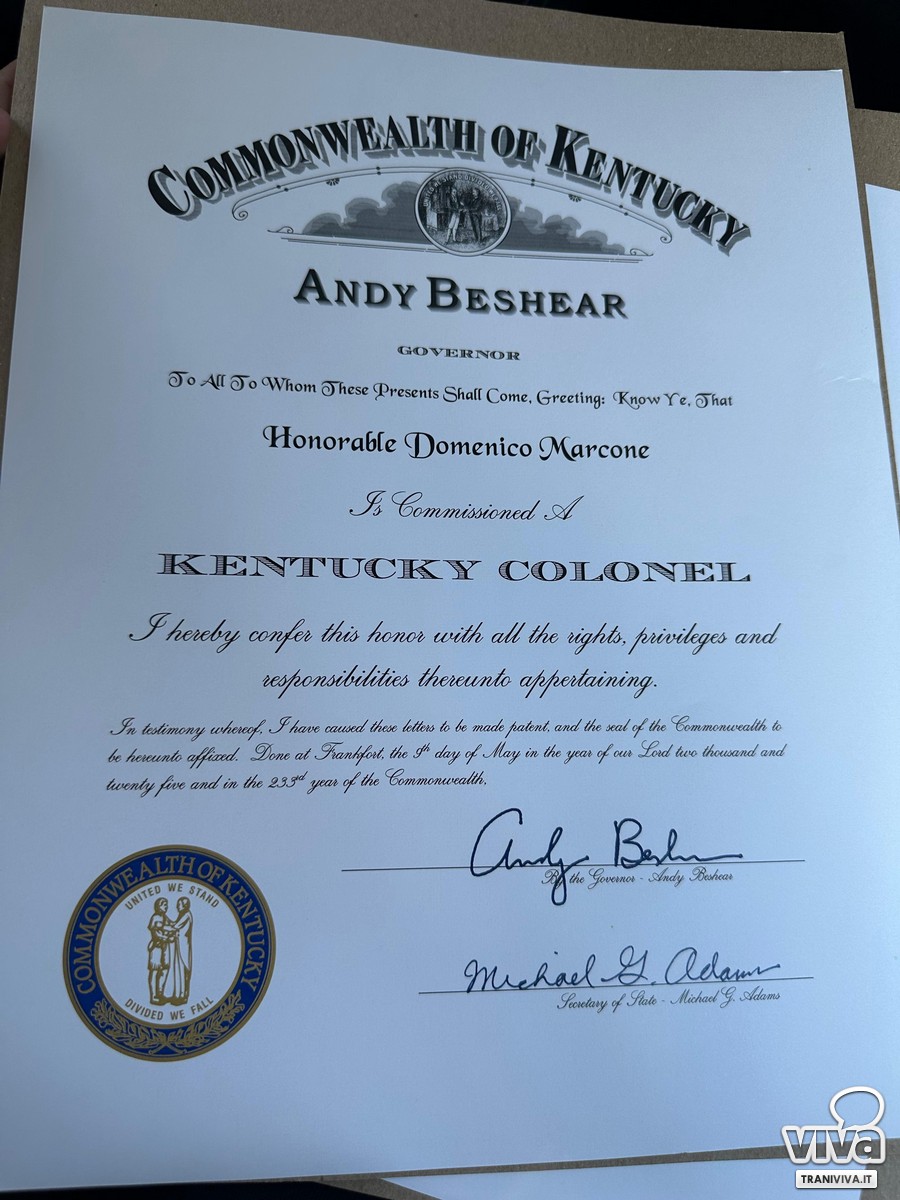 COMMONWEALTH OF KENTUCKY
ANDY BESHEAR
GOVERNOR
To All To Whom These Presents Shall Come, Greeting: Know Ye, That
Honorable Domenico Marcone
Is Commissioned A
KENTUCKY COLONEL
I hereby confer this honor with all the rights, privileges and
responsibilities thereunto appertaining.
In testimony whereof, I have caused these letters to be made patent, and the seal of the Commonwealth to
be hereunto affixed. Done at Frankfort, the 9th day of May in the year of our Lord two thousand and
twenty five and in the 233rd year of the Commonwealth.
Andy Beshear
By the Governor - Andy Beshear
Michael G. Adams
Secretary of State - Michael G. Adams
COMMONWEALTH OF KENTUCKY
UNITED WE STAND
DIVIDED WE FALL
viva
TRANIVIVA.IT